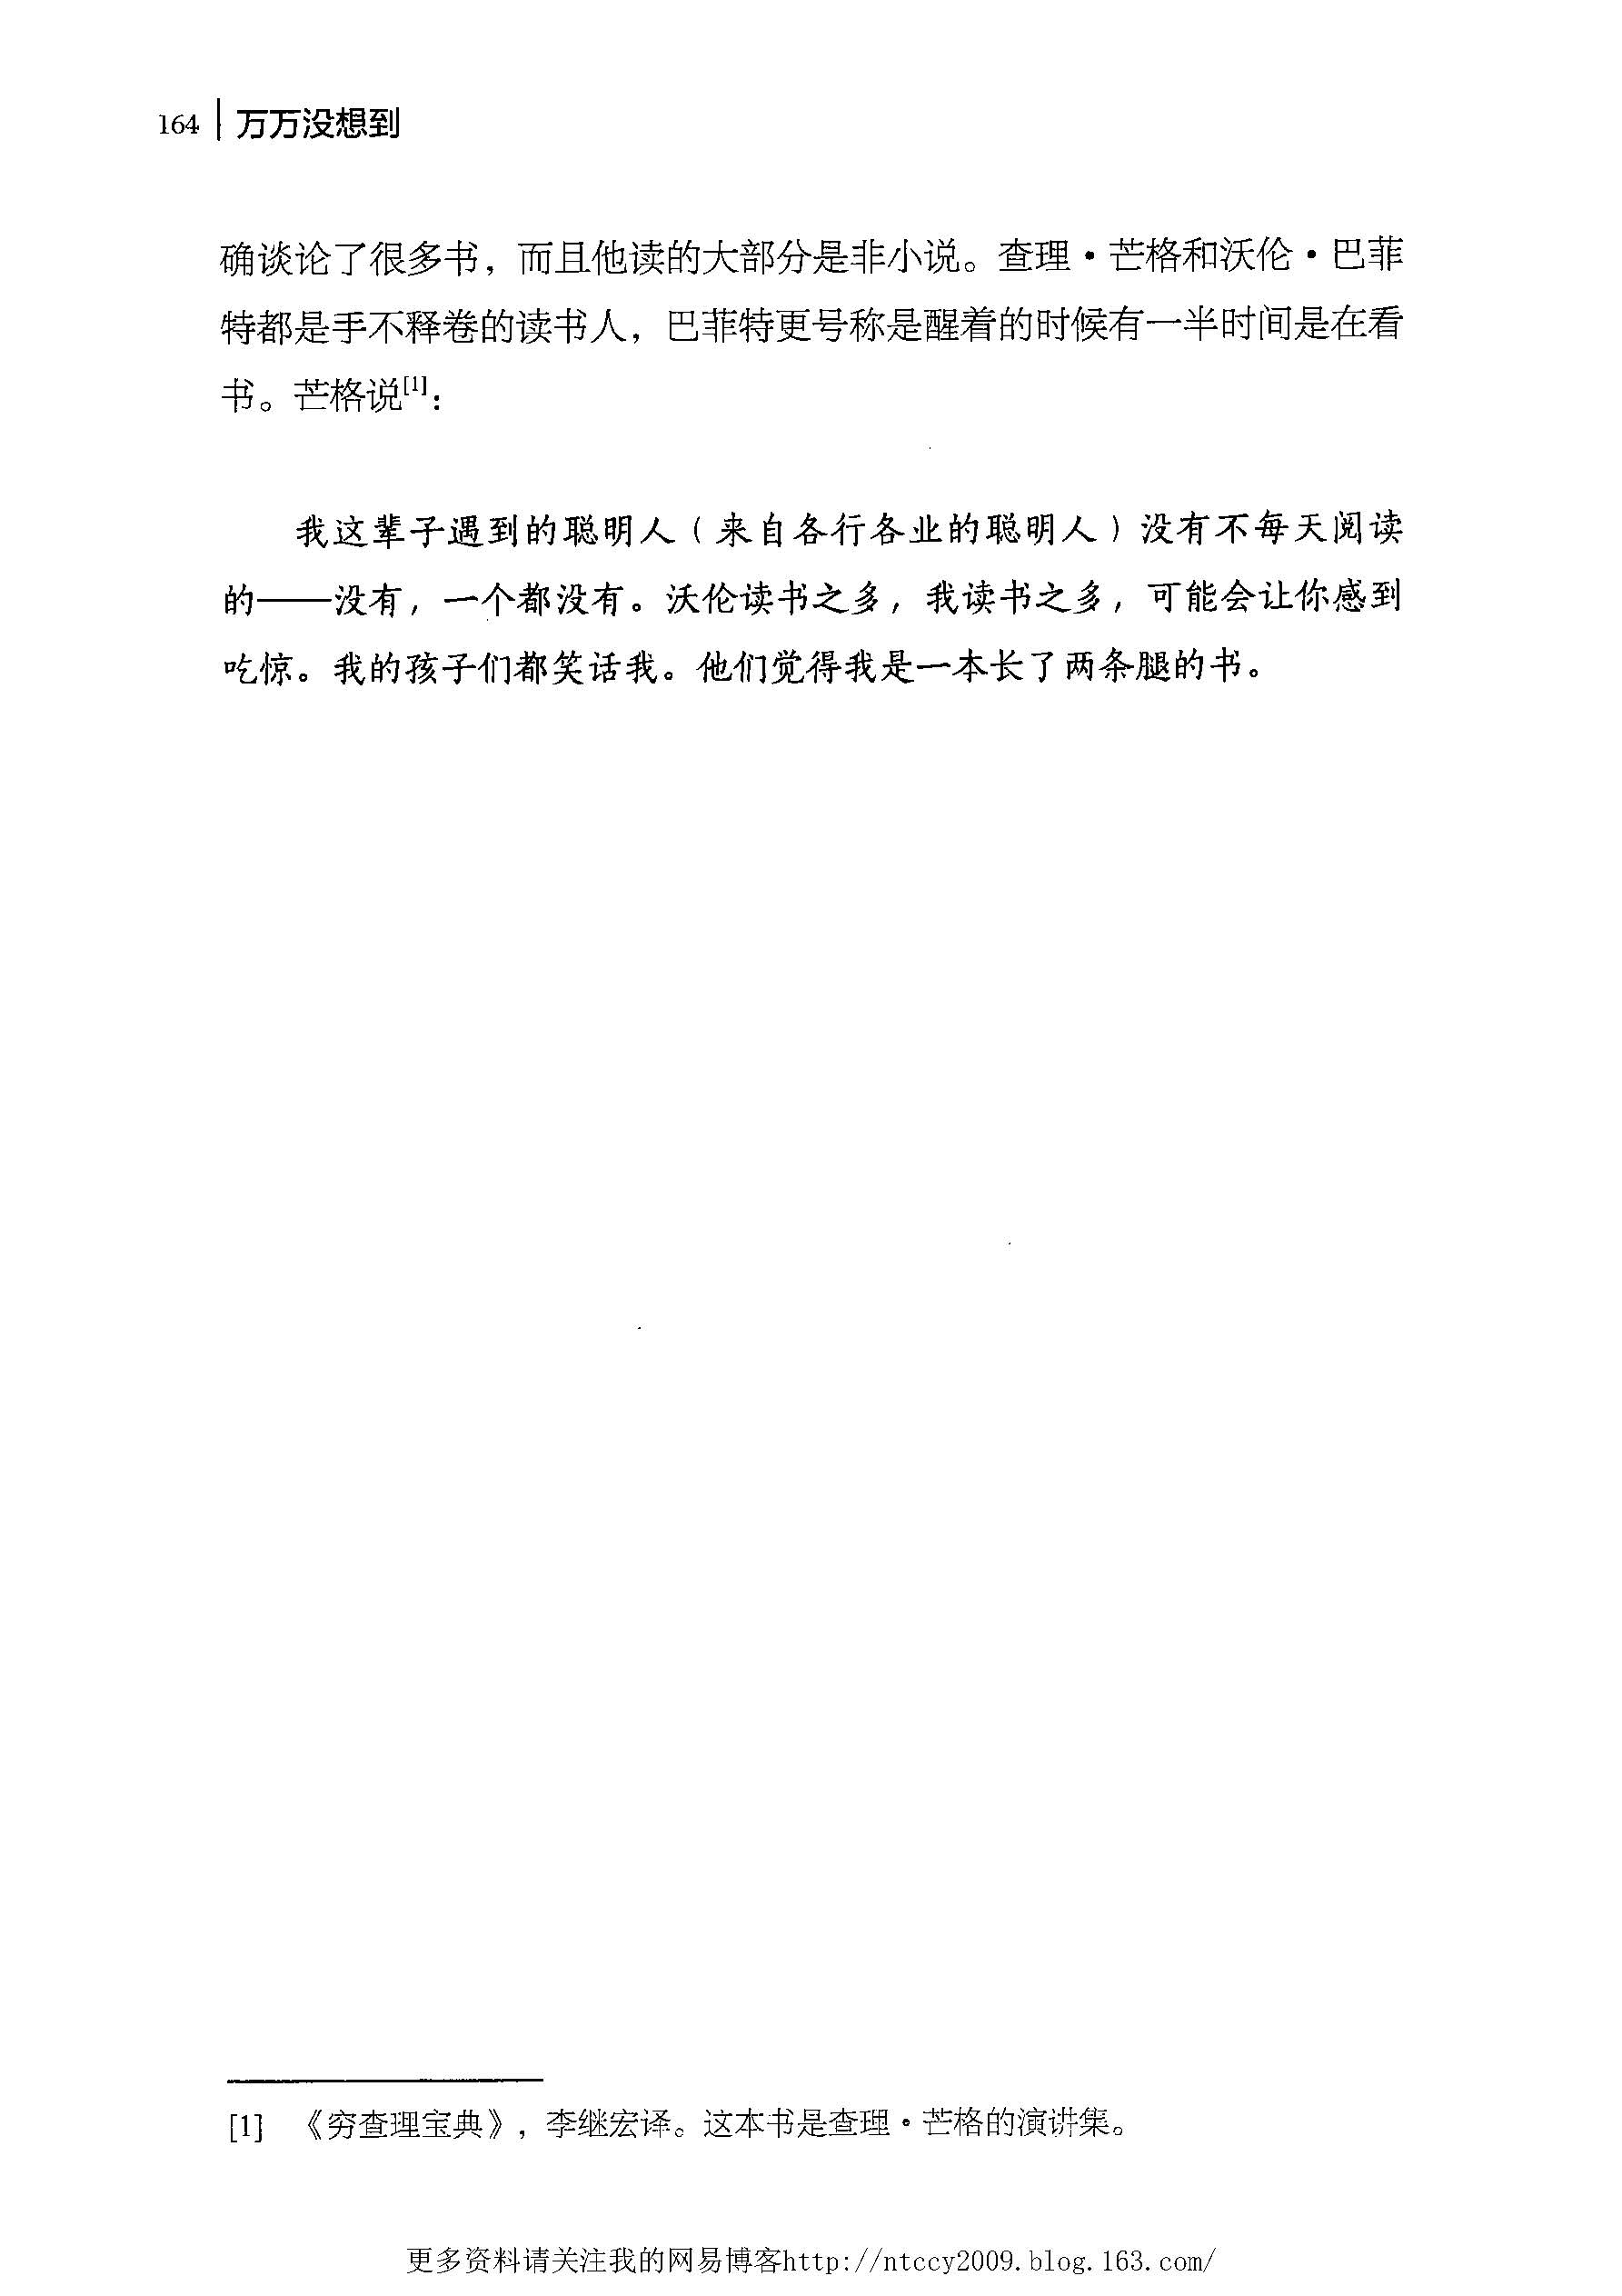 164 万万没想到
确谈论了很多书，而且他读的大部分是非小说。查理·芒格和沃伦·巴菲
特都是手不释卷的读书人，巴菲特更号称是醒着的时候有一半时间是在看
书。芒格说[1]：
我这辈子遇到的聪明人（来自各行各业的聪明人）没有不每天阅读
的——没有，一个都没有。沃伦读书之多，我读书之多，可能会让你感到
吃惊。我的孩子们都笑话我。他们觉得我是一本长了两条腿的书。
[1] 《穷查理宝典》，李继宏译。这本书是查理·芒格的演讲集。
更多资料请关注我的网易博客http://ntccy2009.blog.163.com/